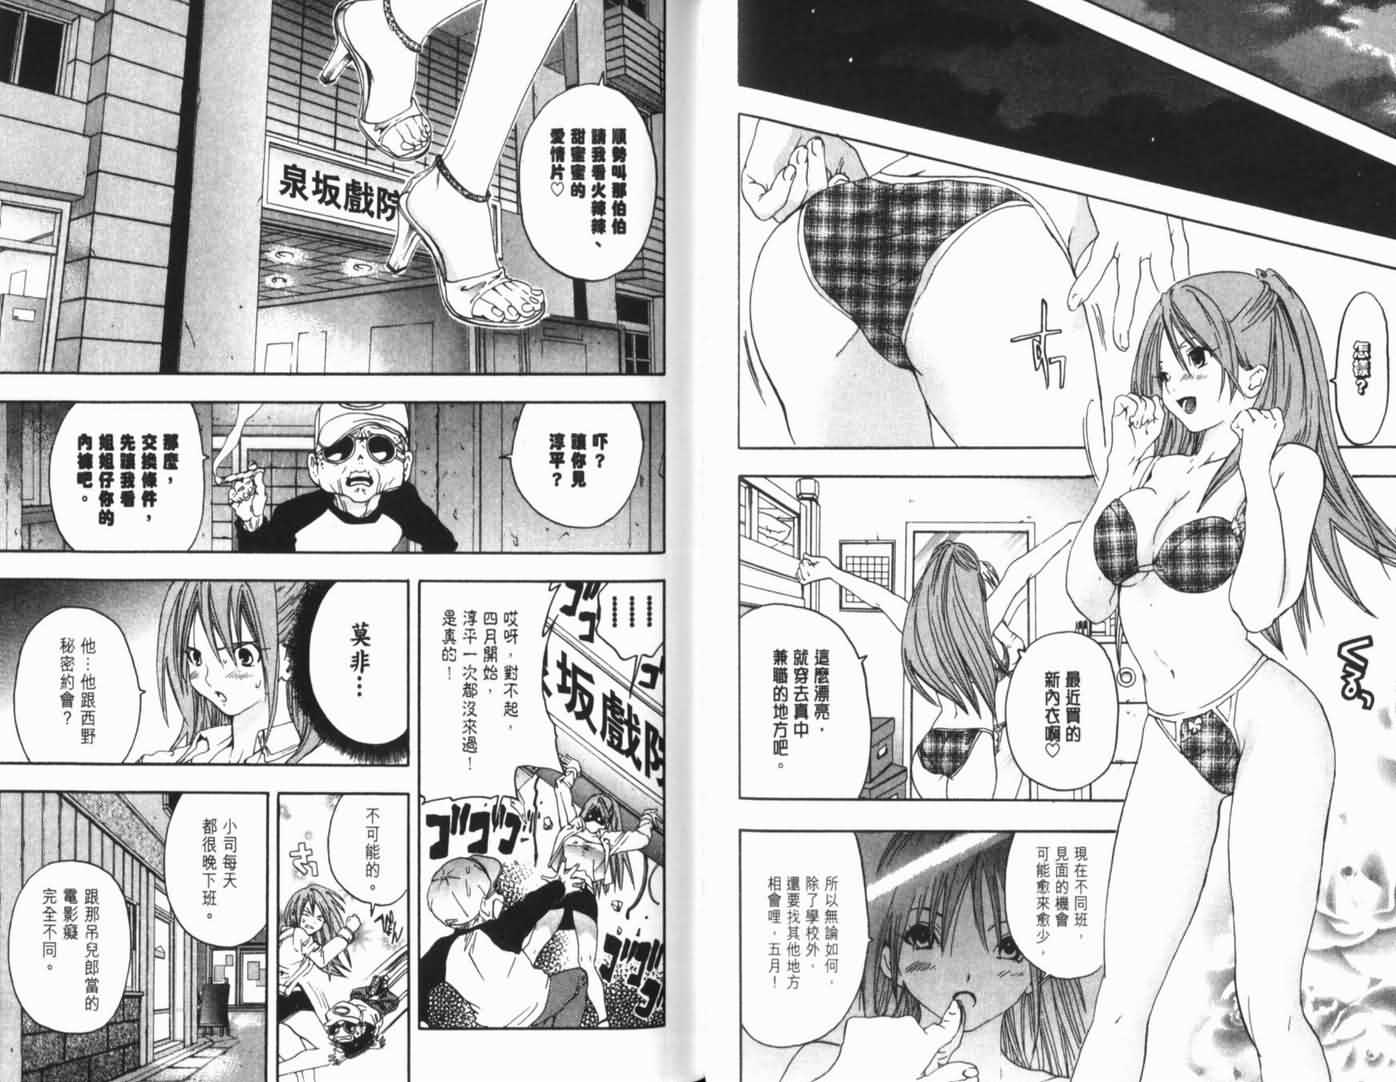 怎樣？
最近買的
新內衣啊♡
這麼漂亮，
就穿去真中
兼職的地方吧。
現在不同班，
見面的機會
可能愈來愈少，
所以無論如何，
除了學校外，
還要找其他地方
相會哩，五月！
順勢叫那伯伯
請我看火辣辣、
甜蜜蜜的
愛情片♡
泉坂戲院
吓？
讓你見
淳平？
那麼，
交換條件，
先讓我看
姐姐仔你的
內褲吧。
………
泉坂戲院
哎呀，對不起，
四月開始，
淳平一次都沒來過！
是真的！
ゴゴゴゴ
莫非…
他…他跟西野
秘密約會？
不可能的。
小司每天
都很晚下班。
跟那吊兒郎當的
電影癡
完全不同。